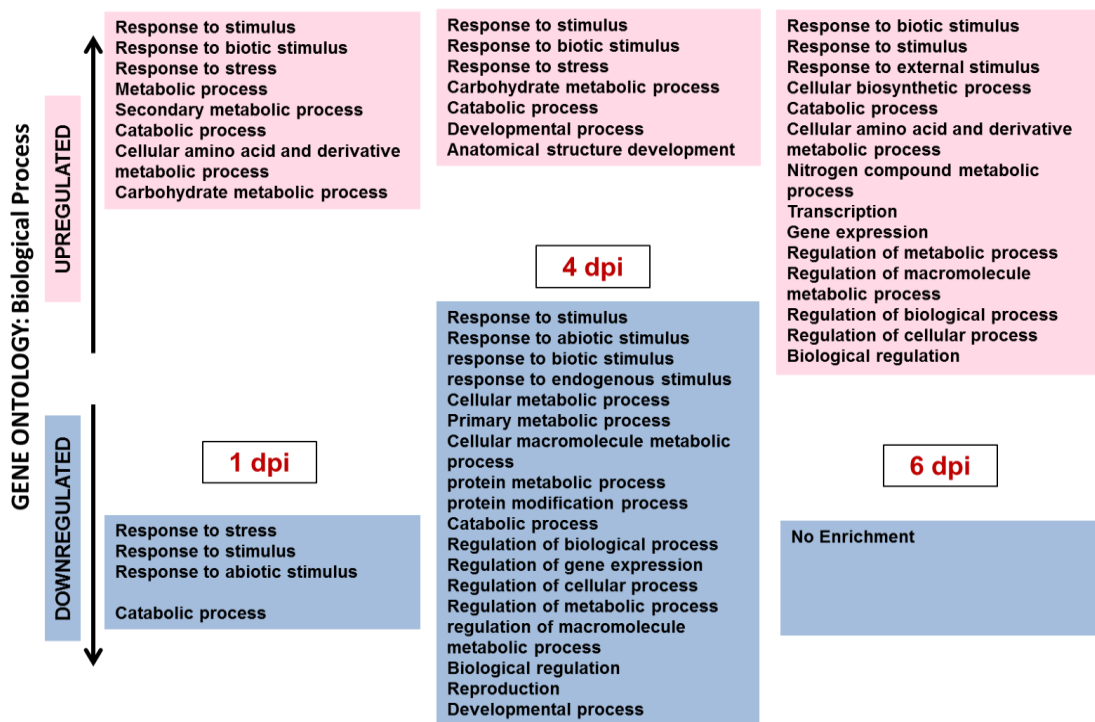 GENE ONTOLOGY: Biological Process
UPREGULATED
Response to stimulus
Response to biotic stimulus
Response to stress
Metabolic process
Secondary metabolic process
Catabolic process
Cellular amino acid and derivative
metabolic process
Carbohydrate metabolic process
Response to stimulus
Response to biotic stimulus
Response to stress
Carbohydrate metabolic process
Catabolic process
Developmental process
Anatomical structure development
Response to biotic stimulus
Response to stimulus
Response to external stimulus
Cellular biosynthetic process
Catabolic process
Cellular amino acid and derivative
metabolic process
Nitrogen compound metabolic
process
Transcription
Gene expression
Regulation of metabolic process
Regulation of macromolecule
metabolic process
Regulation of biological process
Regulation of cellular process
Biological regulation
DOWNREGULATED
1 dpi
Response to stress
Response to stimulus
Response to abiotic stimulus
Catabolic process
4 dpi
Response to stimulus
Response to abiotic stimulus
response to biotic stimulus
response to endogenous stimulus
Cellular metabolic process
Primary metabolic process
Cellular macromolecule metabolic
process
protein metabolic process
protein modification process
Catabolic process
Regulation of biological process
Regulation of gene expression
Regulation of cellular process
Regulation of metabolic process
regulation of macromolecule
metabolic process
Biological regulation
Reproduction
Developmental process
6 dpi
No Enrichment